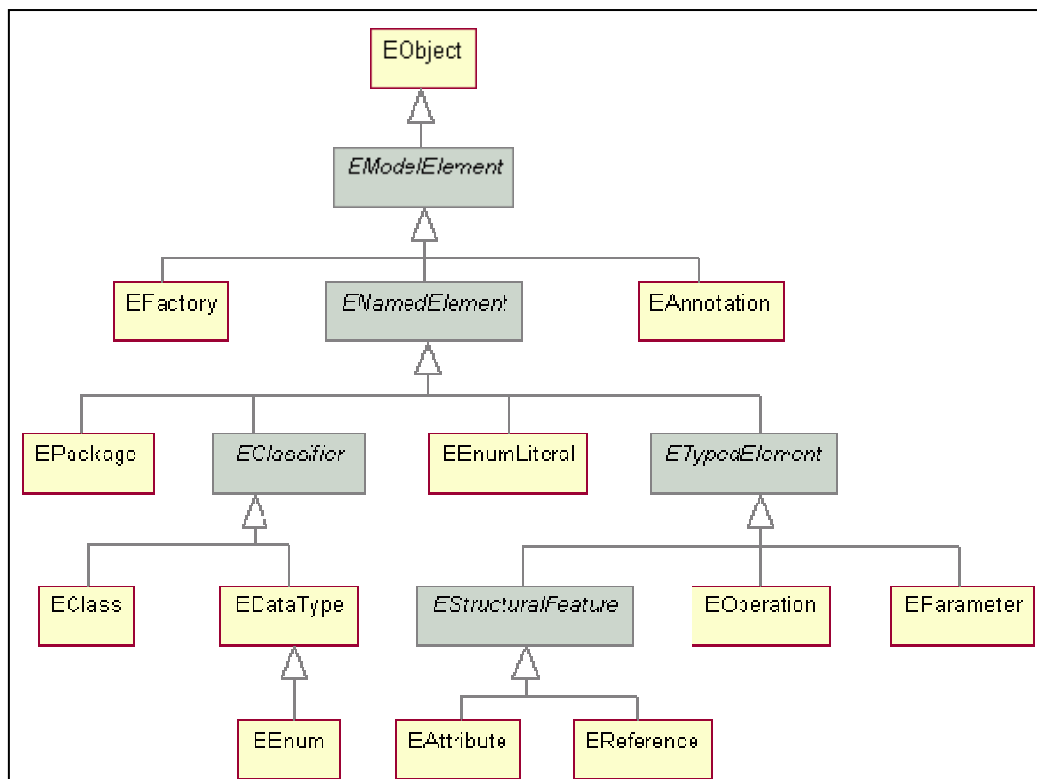 EObject
EModelElement
EFactory
ENamedElement
EAnnotation
EPackage
EClassifier
EEnumLiteral
ETypedElement
EClass
EDataType
EStructuralFeature
EOperation
EParameter
EEnum
EAttribute
EReference